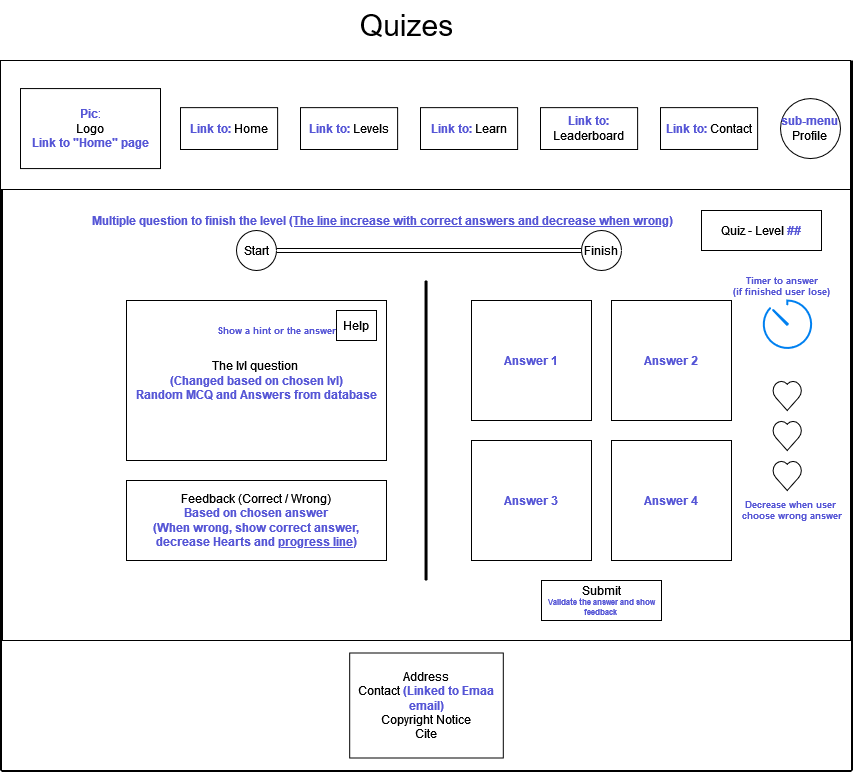 Quizes
Pic:
Logo
Link to "Home" page
Link to: Home
Link to: Levels
Link to: Learn
Link to:
Leaderboard
Link to: Contact
sub-menu
Profile
Multiple question to finish the level (The line increase with correct answers and decrease when wrong)
Start
Finish
Quiz - Level ##
Timer to answer
(if finished user lose)
Show a hint or the answer
Help
The lvl question
(Changed based on chosen lvl)
Random MCQ and Answers from database
Answer 1
Answer 2
Feedback (Correct / Wrong)
Based on chosen answer
(When wrong, show correct answer,
decrease Hearts and progress line)
Answer 3
Answer 4
Decrease when user
choose wrong answer
Submit
Validate the answer and show
feedback
Address
Contact (Linked to Emaa
email)
Copyright Notice
Cite